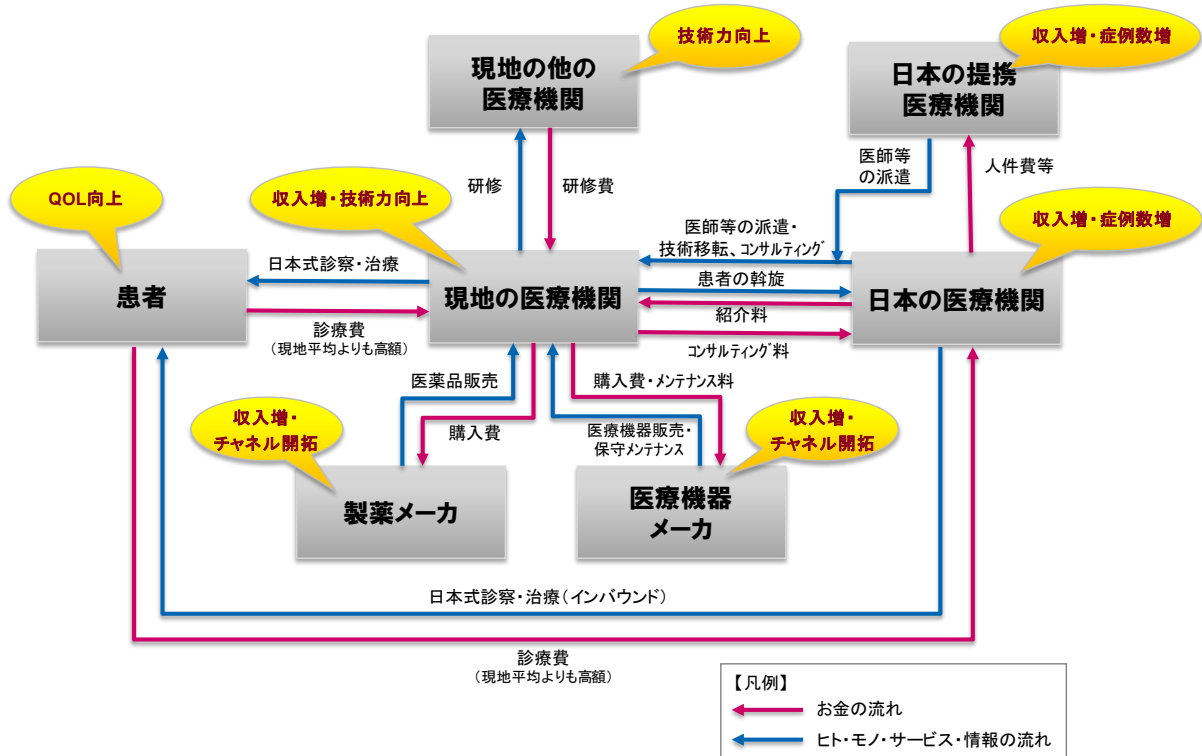 技術力向上
収入増・症例数増
現地の他の
医療機関
日本の提携
医療機関
研修
研修費
医師等
の派遣
人件費等
QOL向上
収入増・技術力向上
収入増・症例数増
医師等の派遣・
技術移転、コンサルティング
日本式診察・治療
患者の斡旋
患者
現地の医療機関
日本の医療機関
紹介料
診療費
（現地平均よりも高額）
コンサルティング料
医薬品販売
購入費・メンテナンス料
収入増・
チャネル開拓
購入費
医療機器販売・
保守メンテナンス
収入増・
チャネル開拓
製薬メーカ
医療機器
メーカ
日本式診察・治療（インバウンド）
診療費
（現地平均よりも高額）
【凡例】
お金の流れ
ヒト・モノ・サービス・情報の流れ